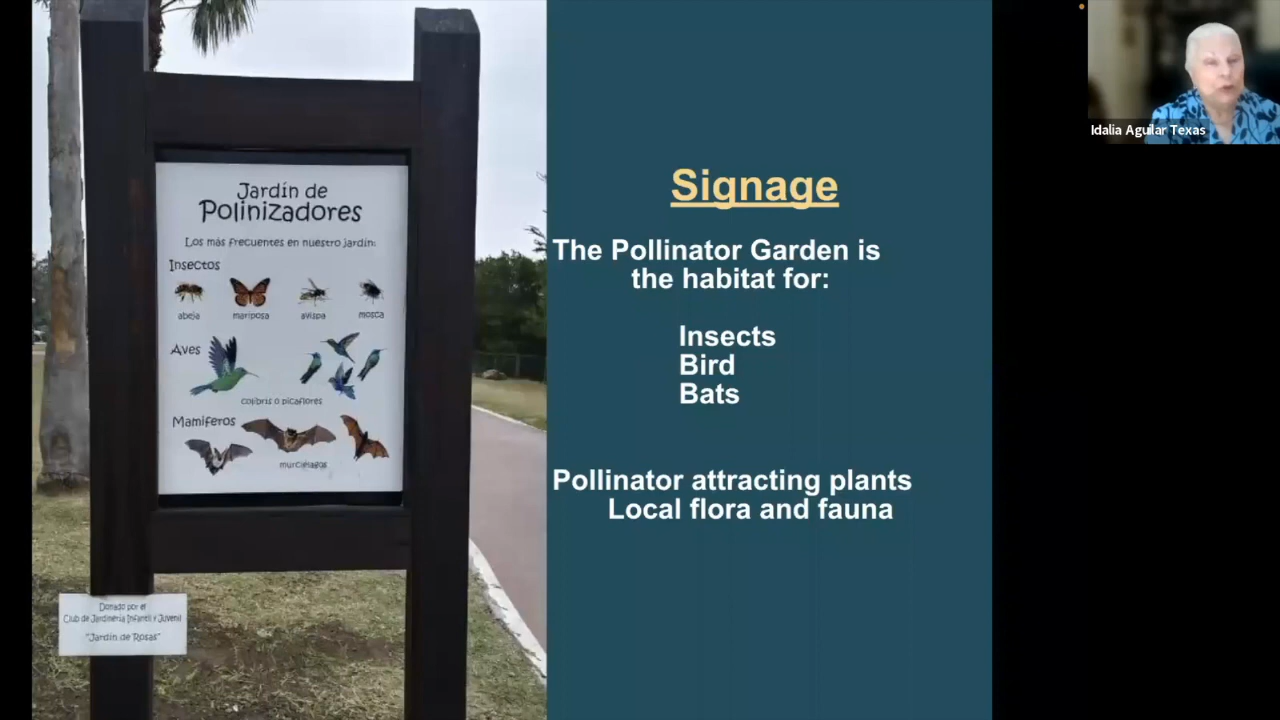 Jardín de
Polinizadores
Los más frecuentes en nuestro jardín:
Insectos
abeja mariposa avispa mosca
Aves
colibris o picaflores
Mamíferos
murciélagos
Donado por el
Club de Jardinería Infantil y Juvenil
"Jardín de Rosas"
Signage
The Pollinator Garden is
the habitat for:
Insects
Bird
Bats
Pollinator attracting plants
Local flora and fauna
Idalia Aguilar Texas